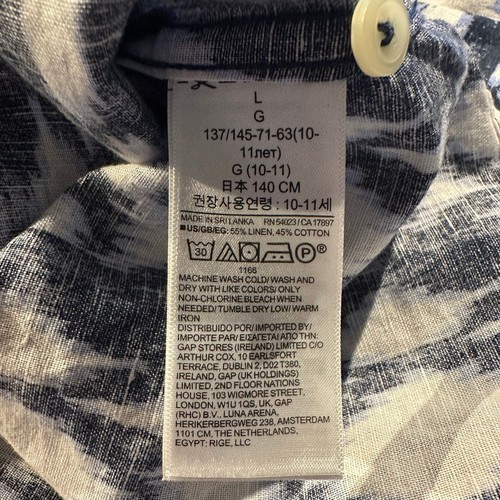 L
G
137/145-71-63(10-
11лет)
G (10-11)
日本 140 CM
권장사용연령 : 10-11세
MADE IN SRI LANKA RN 54023 / CA 17897
■US/GB/EG: 55% LINEN, 45% COTTON
30 P®
1166
MACHINE WASH COLD/ WASH AND
DRY WITH LIKE COLORS/ ONLY
NON-CHLORINE BLEACH WHEN
NEEDED/ TUMBLE DRY LOW/ WARM
IRON
DISTRIBUIDO POR/ IMPORTED BY/
IMPORTE PAR/ ΕΙΣΑΓΕΤΑΙ ΑΠΟ ΤΗΝ:
GAP STORES (IRELAND) LIMITED C/O
ARTHUR COX, 10 EARLSFORT
TERRACE, DUBLIN 2, D02 T380,
IRELAND, GAP (UK HOLDINGS)
LIMITED, 2ND FLOOR NATIONS
HOUSE, 103 WIGMORE STREET,
LONDON, W1U 1QS, UK, GAP
(RHC) B.V., LUNA ARENA,
HERIKERBERGWEG 238, AMSTERDAM
1101 CM, THE NETHERLANDS,
EGYPT: RIGE, LLC